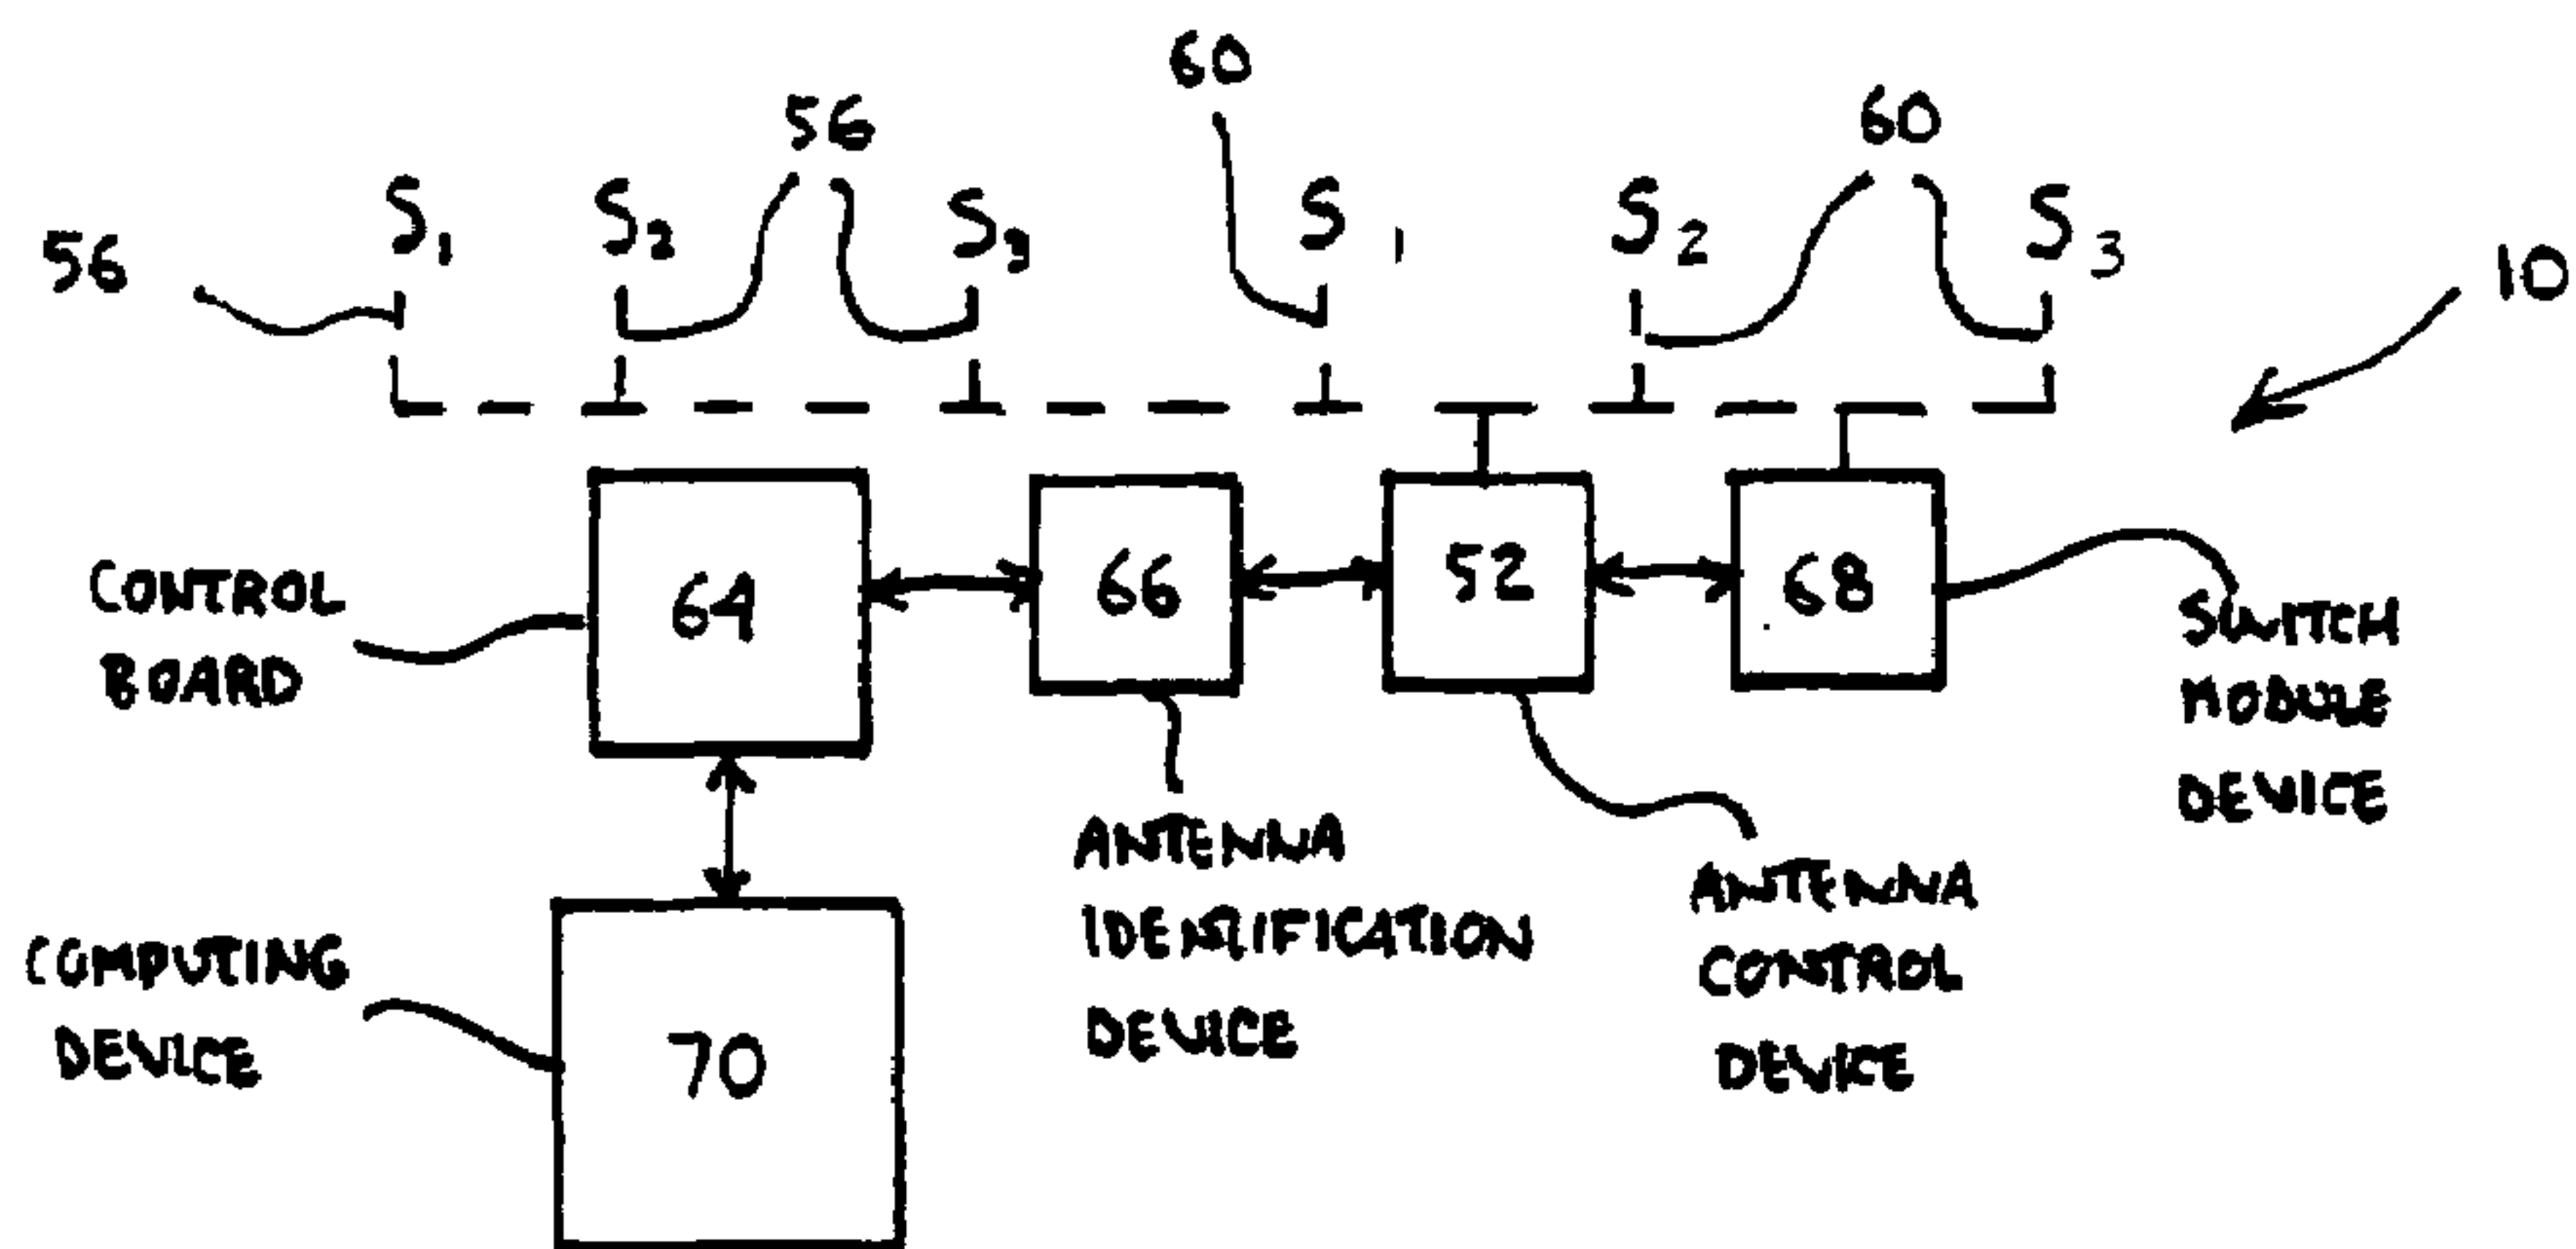 60
56
60
S₁ S₂ S₃ S₁ S₂ S₃
56
10
64
66
52
68
CONTROL
BOARD
SWITCH
MODULE
DEVICE
ANTENNA
IDENTIFICATION
DEVICE
ANTENNA
CONTROL
DEVICE
COMPUTING
DEVICE
70